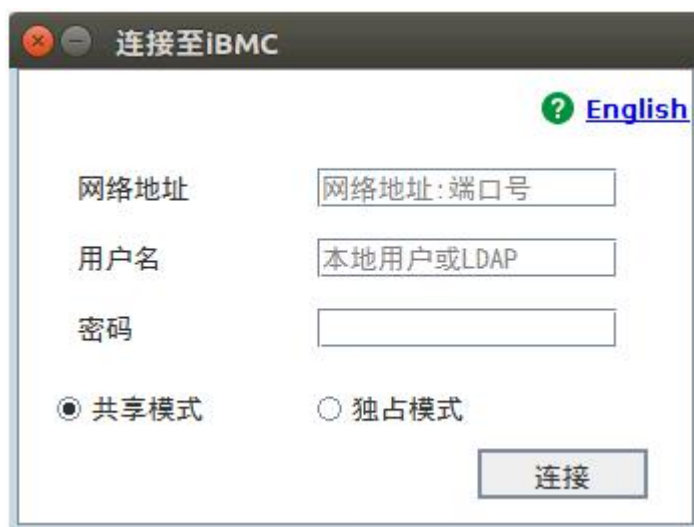 连接至iBMC
? English
网络地址 网络地址:端口号
用户名 本地用户或LDAP
密码
共享模式 独占模式
连接